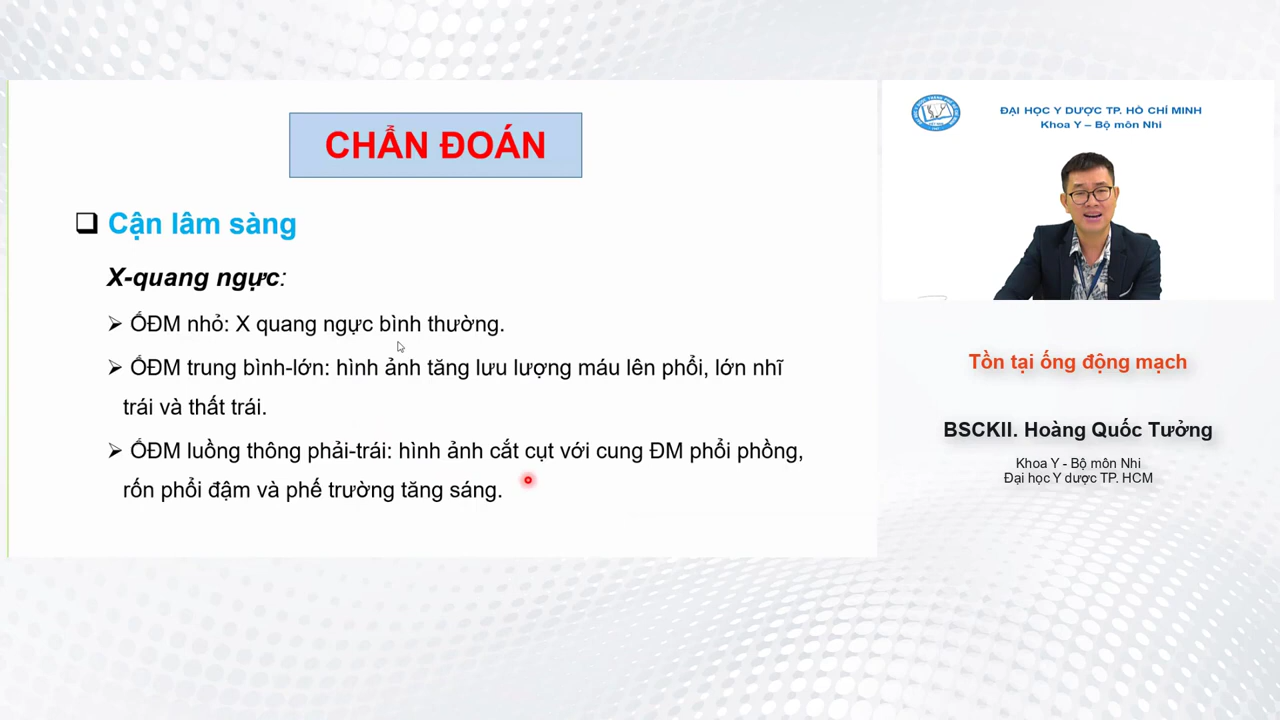 CHẨN ĐOÁN
❑ Cận lâm sàng
X-quang ngực:
➢ ỐĐM nhỏ: X quang ngực bình thường.
➢ ỐĐM trung bình-lớn: hình ảnh tăng lưu lượng máu lên phổi, lớn nhĩ
trái và thất trái.
➢ ỐĐM luồng thông phải-trái: hình ảnh cắt cụt với cung ĐM phổi phồng,
rốn phổi đậm và phế trường tăng sáng.
ĐẠI HỌC Y DƯỢC TP. HỒ CHÍ MINH
Khoa Y – Bộ môn Nhi
Tồn tại ống động mạch
BSCKII. Hoàng Quốc Tưởng
Khoa Y - Bộ môn Nhi
Đại học Y dược TP. HCM